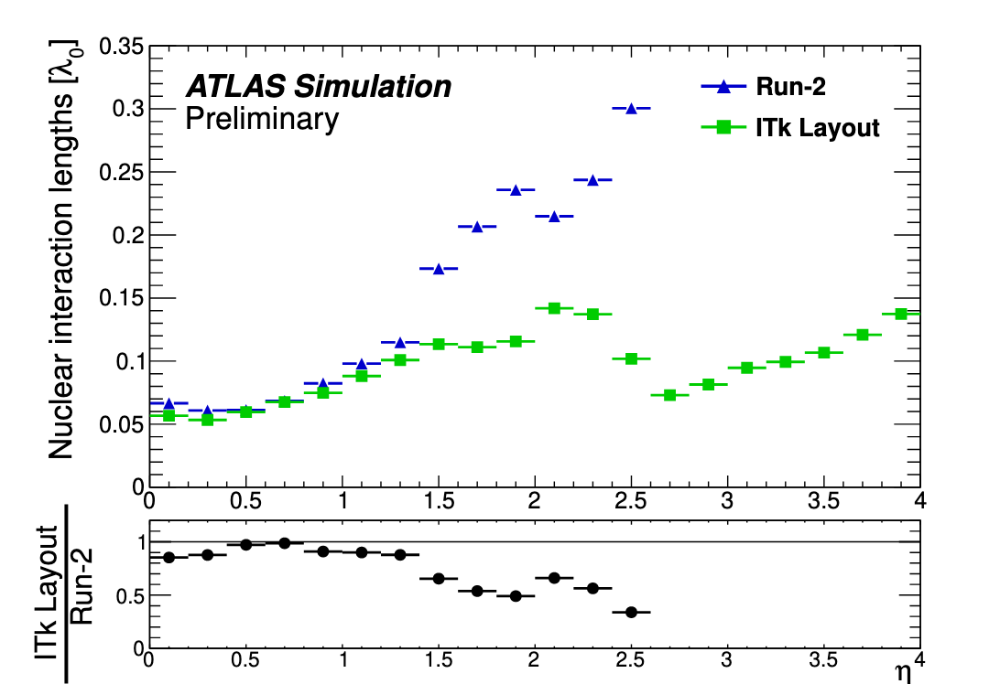 Nuclear interaction lengths [λ0]
0.35
0.3
0.25
0.2
0.15
0.1
0.05
0
ATLAS Simulation
Preliminary
Run-2
ITk Layout
0 0.5 1 1.5 2 2.5 3 3.5 4
ITk Layout
Run-2
1
0.5
0
0 0.5 1 1.5 2 2.5 3 3.5 4
η